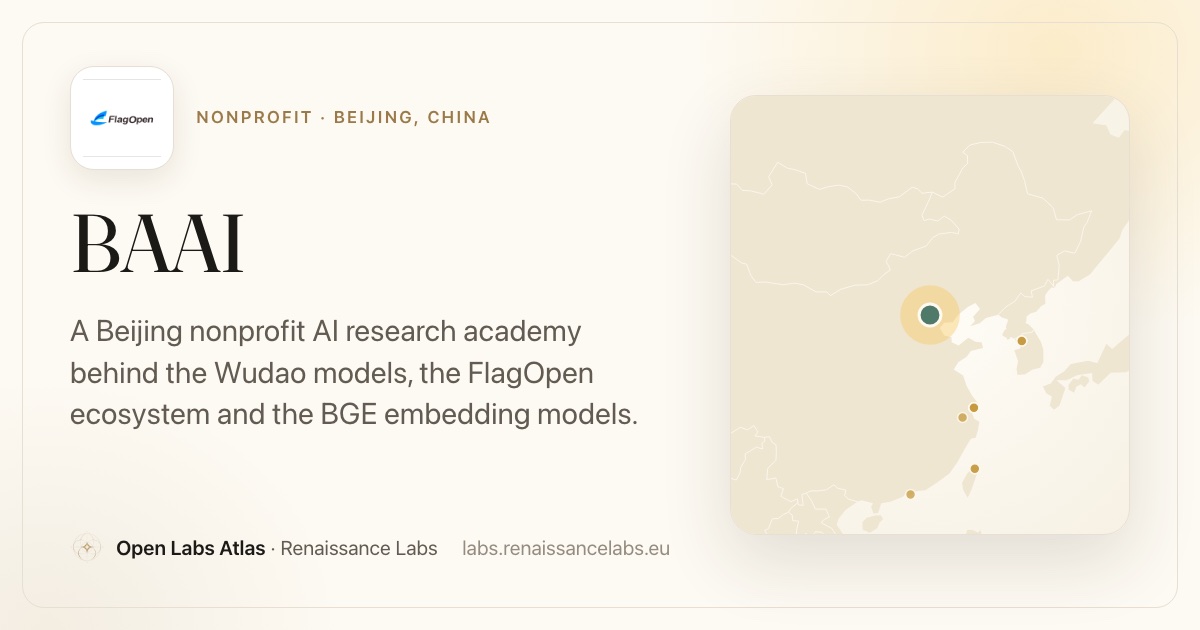 FlagOpen
NONPROFIT · BEIJING, CHINA
BAAI
A Beijing nonprofit AI research academy
behind the Wudao models, the FlagOpen
ecosystem and the BGE embedding models.
Open Labs Atlas · Renaissance Labs labs.renaissancelabs.eu